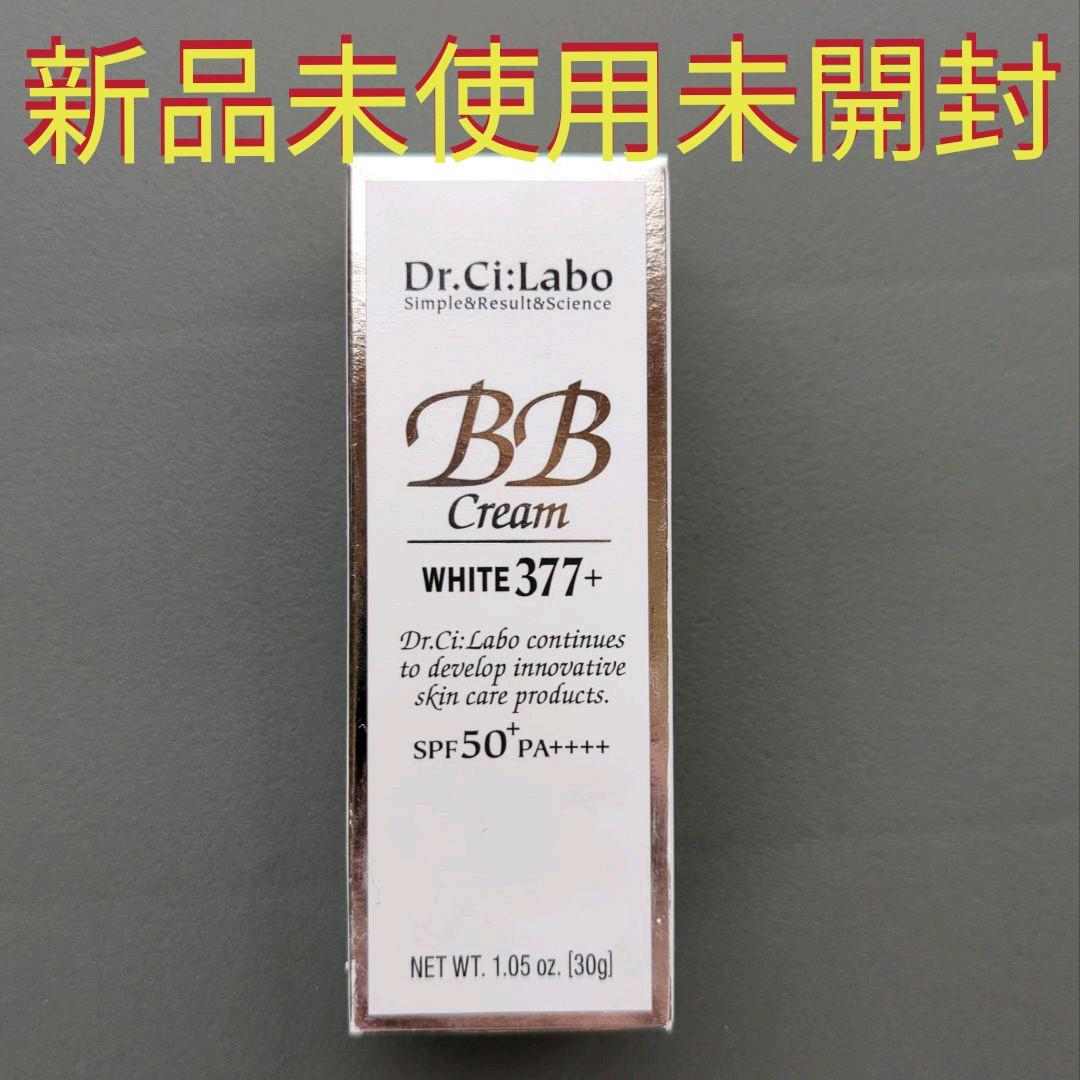 新品未使用未開封
Dr.Ci:Labo
Simple&Result&Science
BB
Cream
WHITE 377+
Dr.Ci:Labo continues
to develop innovative
skin care products.
SPF50+ PA++++
NET WT. 1.05 oz. [30g]